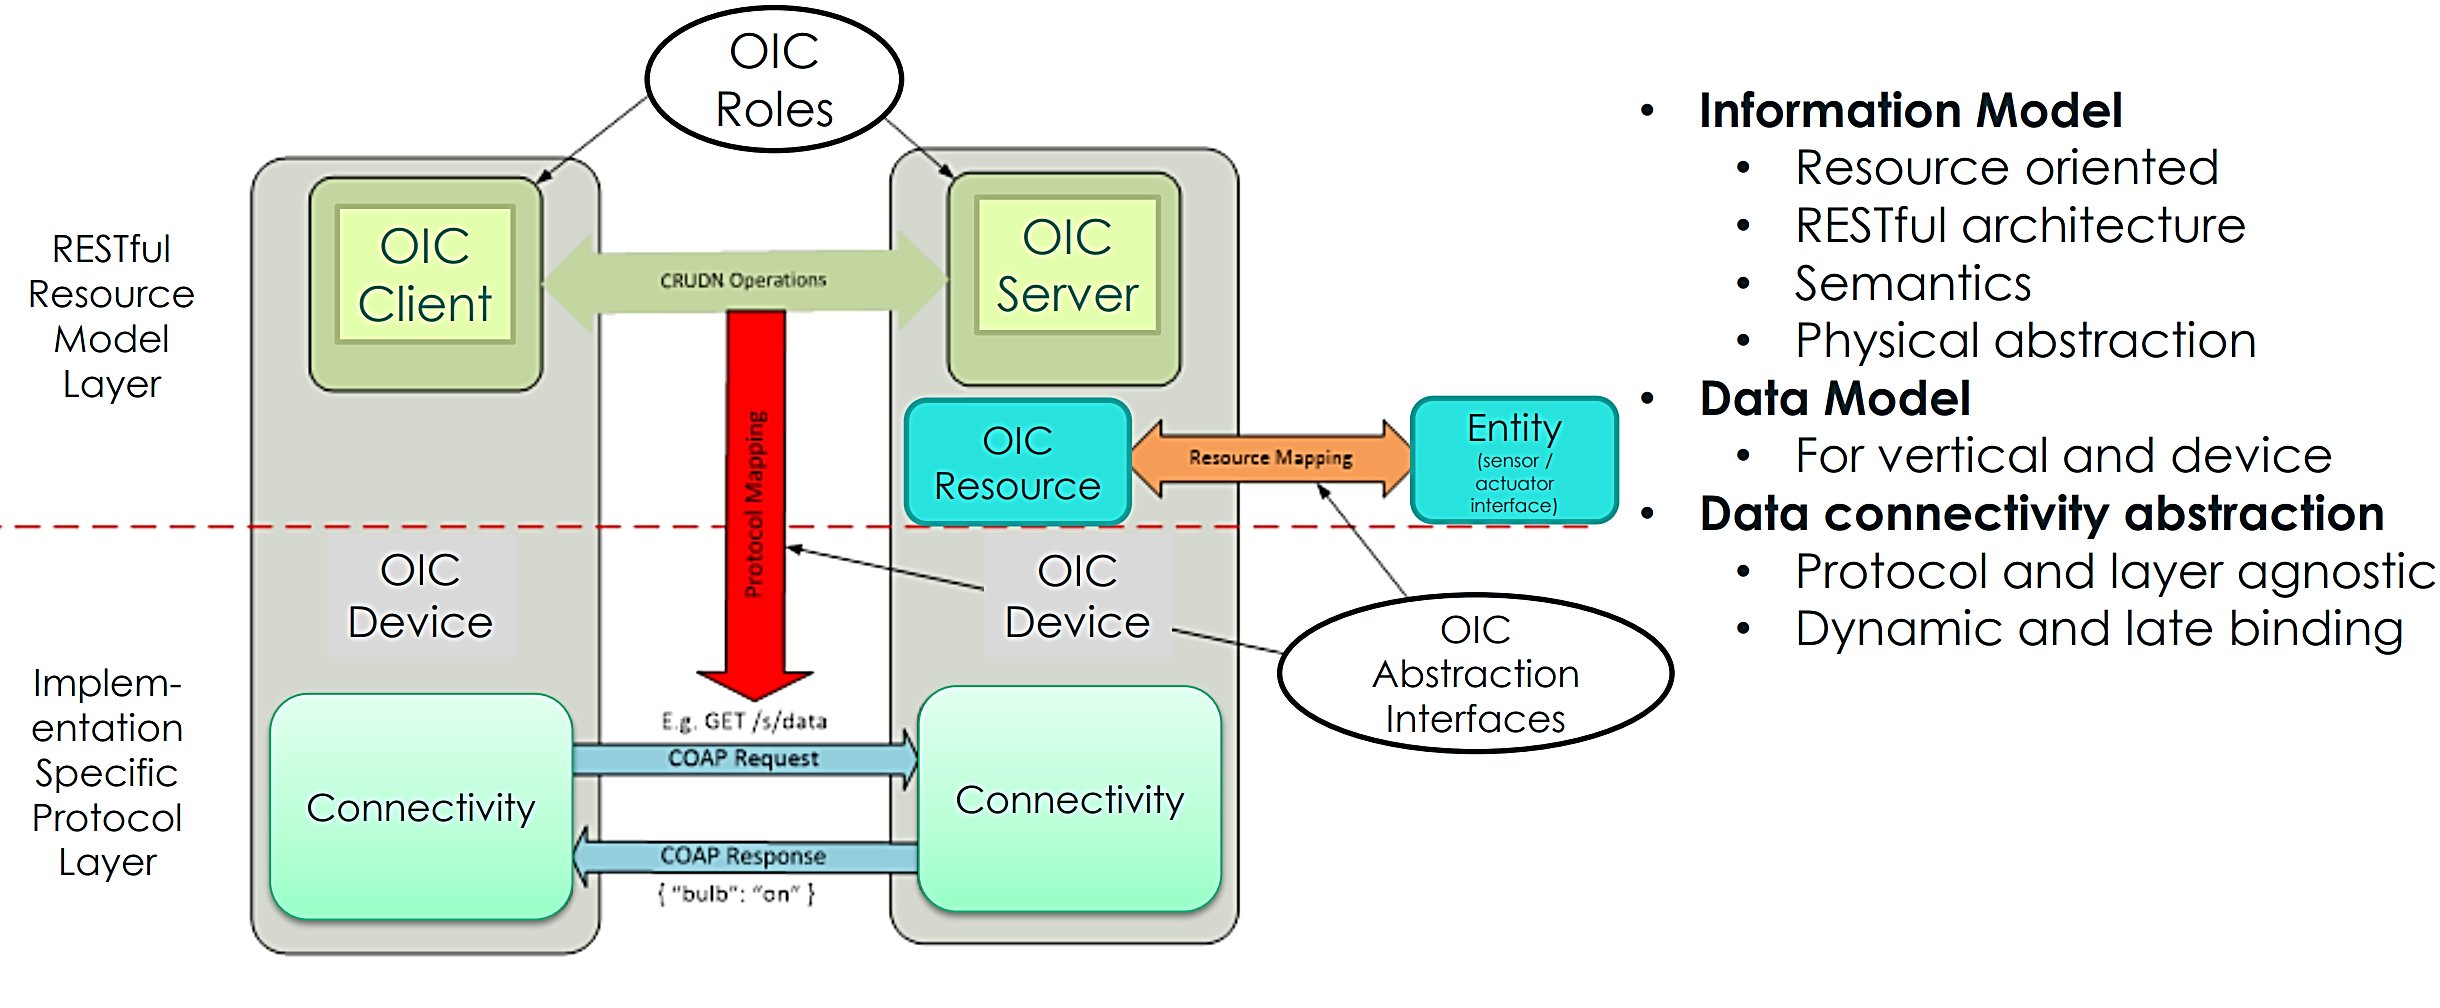 OIC
Roles
RESTful
Resource
Model
Layer
OIC
Client
CRUDN Operations
OIC
Server
Protocol Mapping
OIC
Resource
Resource Mapping
Entity
(sensor /
actuator
interface)
OIC
Device
OIC
Device
OIC
Abstraction
Interfaces
Implem-
entation
Specific
Protocol
Layer
Connectivity
E.g. GET /s/data
COAP Request
COAP Response
{ "bulb": "on" }
Connectivity
• Information Model
• Resource oriented
• RESTful architecture
• Semantics
• Physical abstraction
• Data Model
• For vertical and device
• Data connectivity abstraction
• Protocol and layer agnostic
• Dynamic and late binding